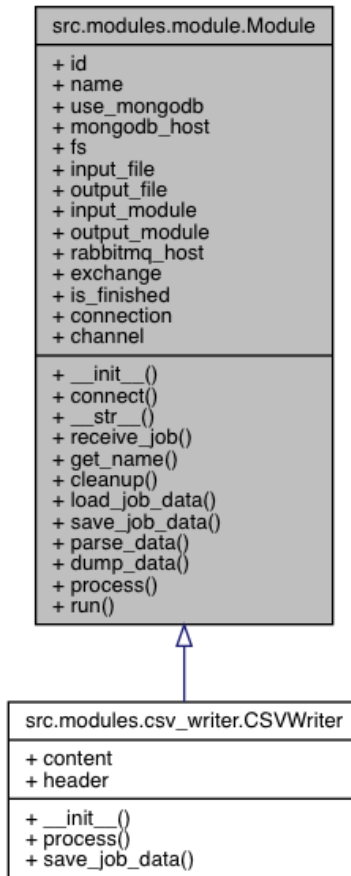 src.modules.module.Module
+ id
+ name
+ use_mongodb
+ mongodb_host
+ fs
+ input_file
+ output_file
+ input_module
+ output_module
+ rabbitmq_host
+ exchange
+ is_finished
+ connection
+ channel
+ __init__()
+ connect()
+ __str__()
+ receive_job()
+ get_name()
+ cleanup()
+ load_job_data()
+ save_job_data()
+ parse_data()
+ dump_data()
+ process()
+ run()
src.modules.csv_writer.CSVWriter
+ content
+ header
+ __init__()
+ process()
+ save_job_data()